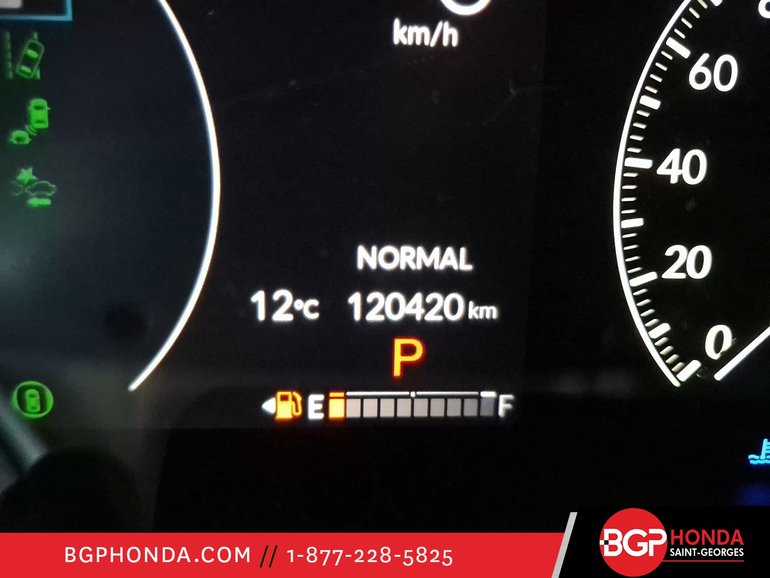 km/h
60
40
20
0
NORMAL
12°C 120420 km
P
E F
BGPHONDA.COM // 1-877-228-5825
BGP HONDA
SAINT-GEORGES